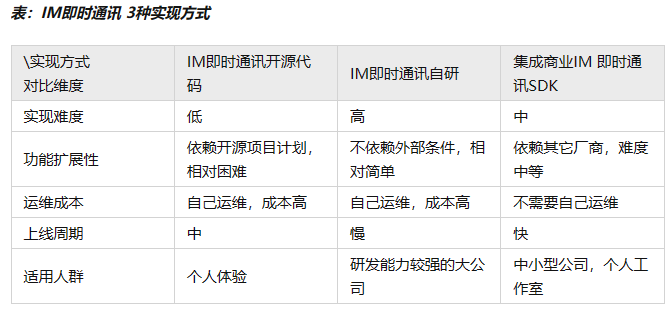 表：IM即时通讯 3种实现方式
\实现方式
对比维度
IM即时通讯开源代
码
IM即时通讯自研
集成商业IM 即时通
讯SDK
实现难度
低
高
中
功能扩展性
依赖开源项目计划，
相对困难
不依赖外部条件，相
对简单
依赖其它厂商，难度
中等
运维成本
自己运维，成本高
自己运维，成本高
不需要自己运维
上线周期
中
慢
快
适用人群
个人体验
研发能力较强的大公
司
中小型公司，个人工
作室